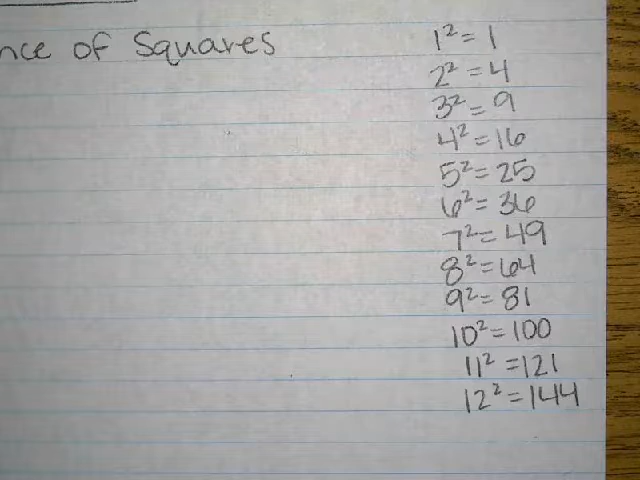 nce of Squares
1² = 1
2² = 4
3² = 9
4² = 16
5² = 25
6² = 36
7² = 49
8² = 64
9² = 81
10² = 100
11² = 121
12² = 144